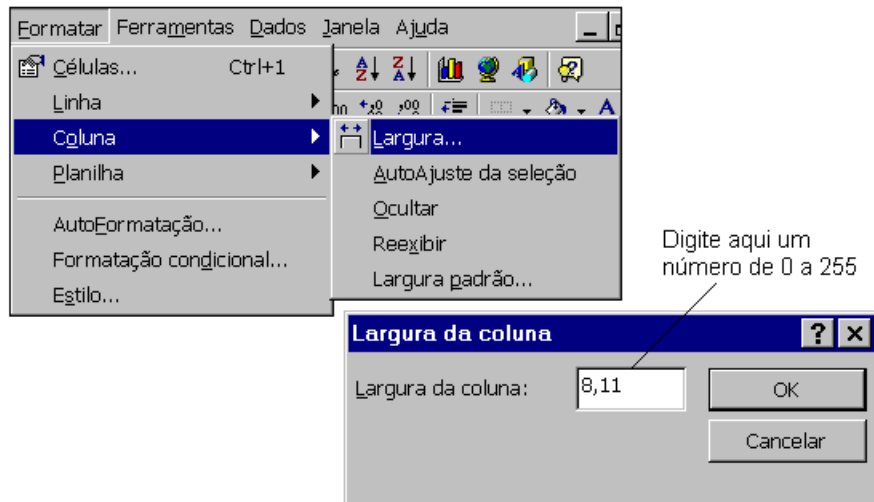 Formatar Ferramentas Dados Janela Ajuda
Células... Ctrl+1
Linha
Coluna
Planilha
AutoFormatação...
Formatação condicional...
Estilo...
Largura...
AutoAjuste da seleção
Ocultar
Reexibir
Largura padrão...
Digite aqui um
número de 0 a 255
Largura da coluna
Largura da coluna: 8,11
OK
Cancelar